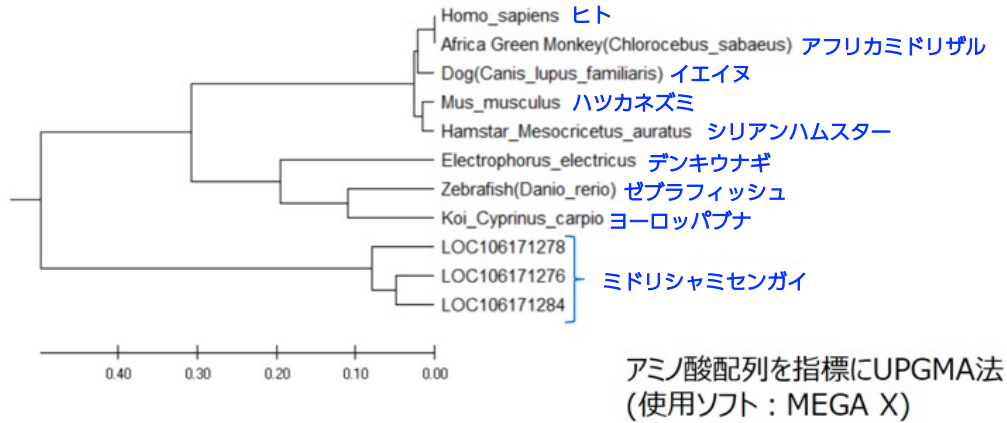 Homo_sapiens ヒト
Africa Green Monkey(Chlorocebus_sabaeus) アフリカミドリザル
Dog(Canis_lupus_familiaris) イエイヌ
Mus_musculus ハツカネズミ
Hamstar_Mesocricetus_auratus シリアンハムスター
Electrophorus_electricus デンキウナギ
Zebrafish(Danio_rerio) ゼブラフィッシュ
Koi_Cyprinus_carpio ヨーロッパブナ
LOC106171278
LOC106171276 ミドリシャミセンガイ
LOC106171284
0.40 0.30 0.20 0.10 0.00
アミノ酸配列を指標にUPGMA法
(使用ソフト：MEGA X)